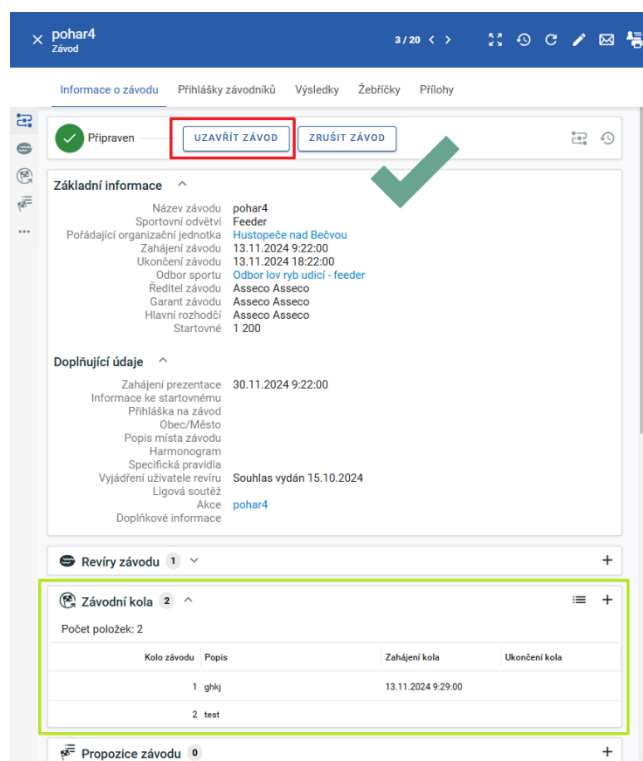 pohar4
3 / 20
Závod
Informace o závodu Přihlášky závodníků Výsledky Žebříčky Přílohy
Připraven UZAVŘÍT ZÁVOD ZRUŠIT ZÁVOD
Základní informace
Název závodu pohar4
Sportovní odvětví Feeder
Pořádající organizační jednotka Hustopeče nad Bečvou
Zahájení závodu 13.11.2024 9:22:00
Ukončení závodu 13.11.2024 18:22:00
Odbor sportu Odbor lov ryb udicí - feeder
Ředitel závodu Asseco Asseco
Garant závodu Asseco Asseco
Hlavní rozhodčí Asseco Asseco
Startovné 1 200
Doplňující údaje
Zahájení prezentace 30.11.2024 9:22:00
Informace ke startovnému
Přihláška na závod
Obec/Město
Popis místa závodu
Harmonogram
Specifická pravidla
Vyjádření uživatele revíru Souhlas vydán 15.10.2024
Ligová soutěž
Akce pohar4
Doplňkové informace
Revíry závodu 1
Závodní kola 2
Počet položek: 2
Kolo závodu Popis Zahájení kola Ukončení kola
1 ghkj 13.11.2024 9:29:00
2 test
Propozice závodu 0